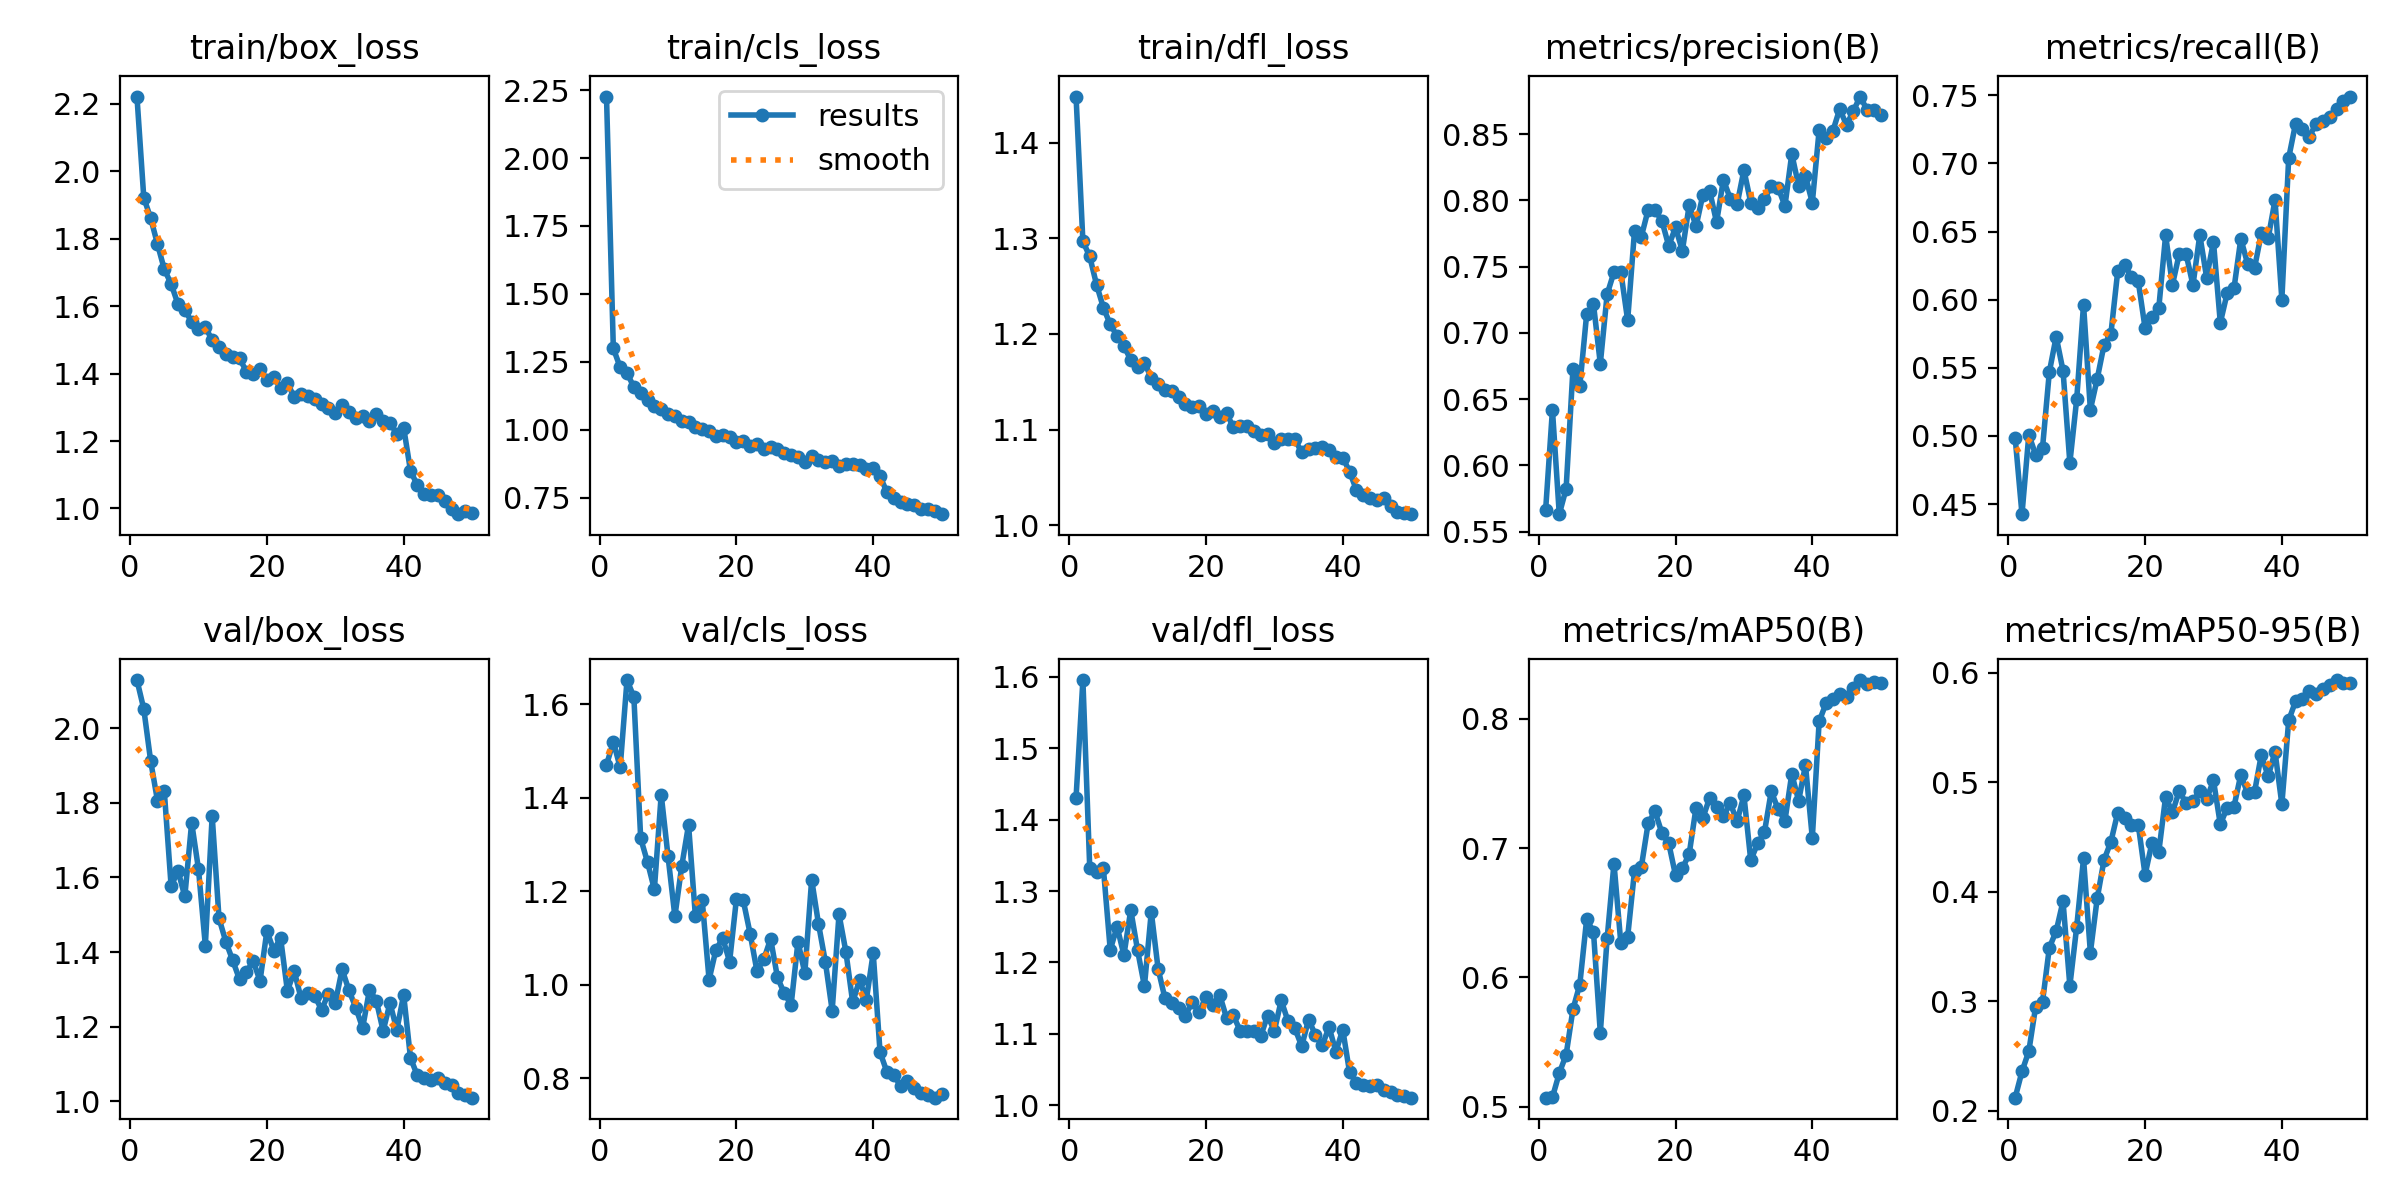 train/box_loss
train/cls_loss
train/dfl_loss
metrics/precision(B)
metrics/recall(B)
2.2
2.0
1.8
1.6
1.4
1.2
1.0
0 20 40
2.25
2.00
1.75
1.50
1.25
1.00
0.75
0 20 40
results
smooth
1.4
1.3
1.2
1.1
1.0
0 20 40
0.85
0.80
0.75
0.70
0.65
0.60
0.55
0 20 40
0.75
0.70
0.65
0.60
0.55
0.50
0.45
0 20 40
val/box_loss
val/cls_loss
val/dfl_loss
metrics/mAP50(B)
metrics/mAP50-95(B)
2.0
1.8
1.6
1.4
1.2
1.0
0 20 40
1.6
1.4
1.2
1.0
0.8
0 20 40
1.6
1.5
1.4
1.3
1.2
1.1
1.0
0 20 40
0.8
0.7
0.6
0.5
0 20 40
0.6
0.5
0.4
0.3
0.2
0 20 40